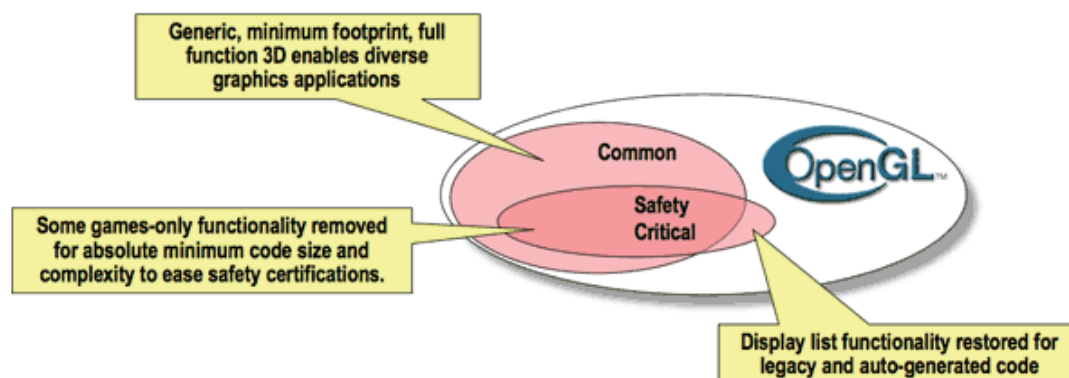 Generic, minimum footprint, full
function 3D enables diverse
graphics applications
Common
OpenGL™
Safety
Critical
Some games-only functionality removed
for absolute minimum code size and
complexity to ease safety certifications.
Display list functionality restored for
legacy and auto-generated code